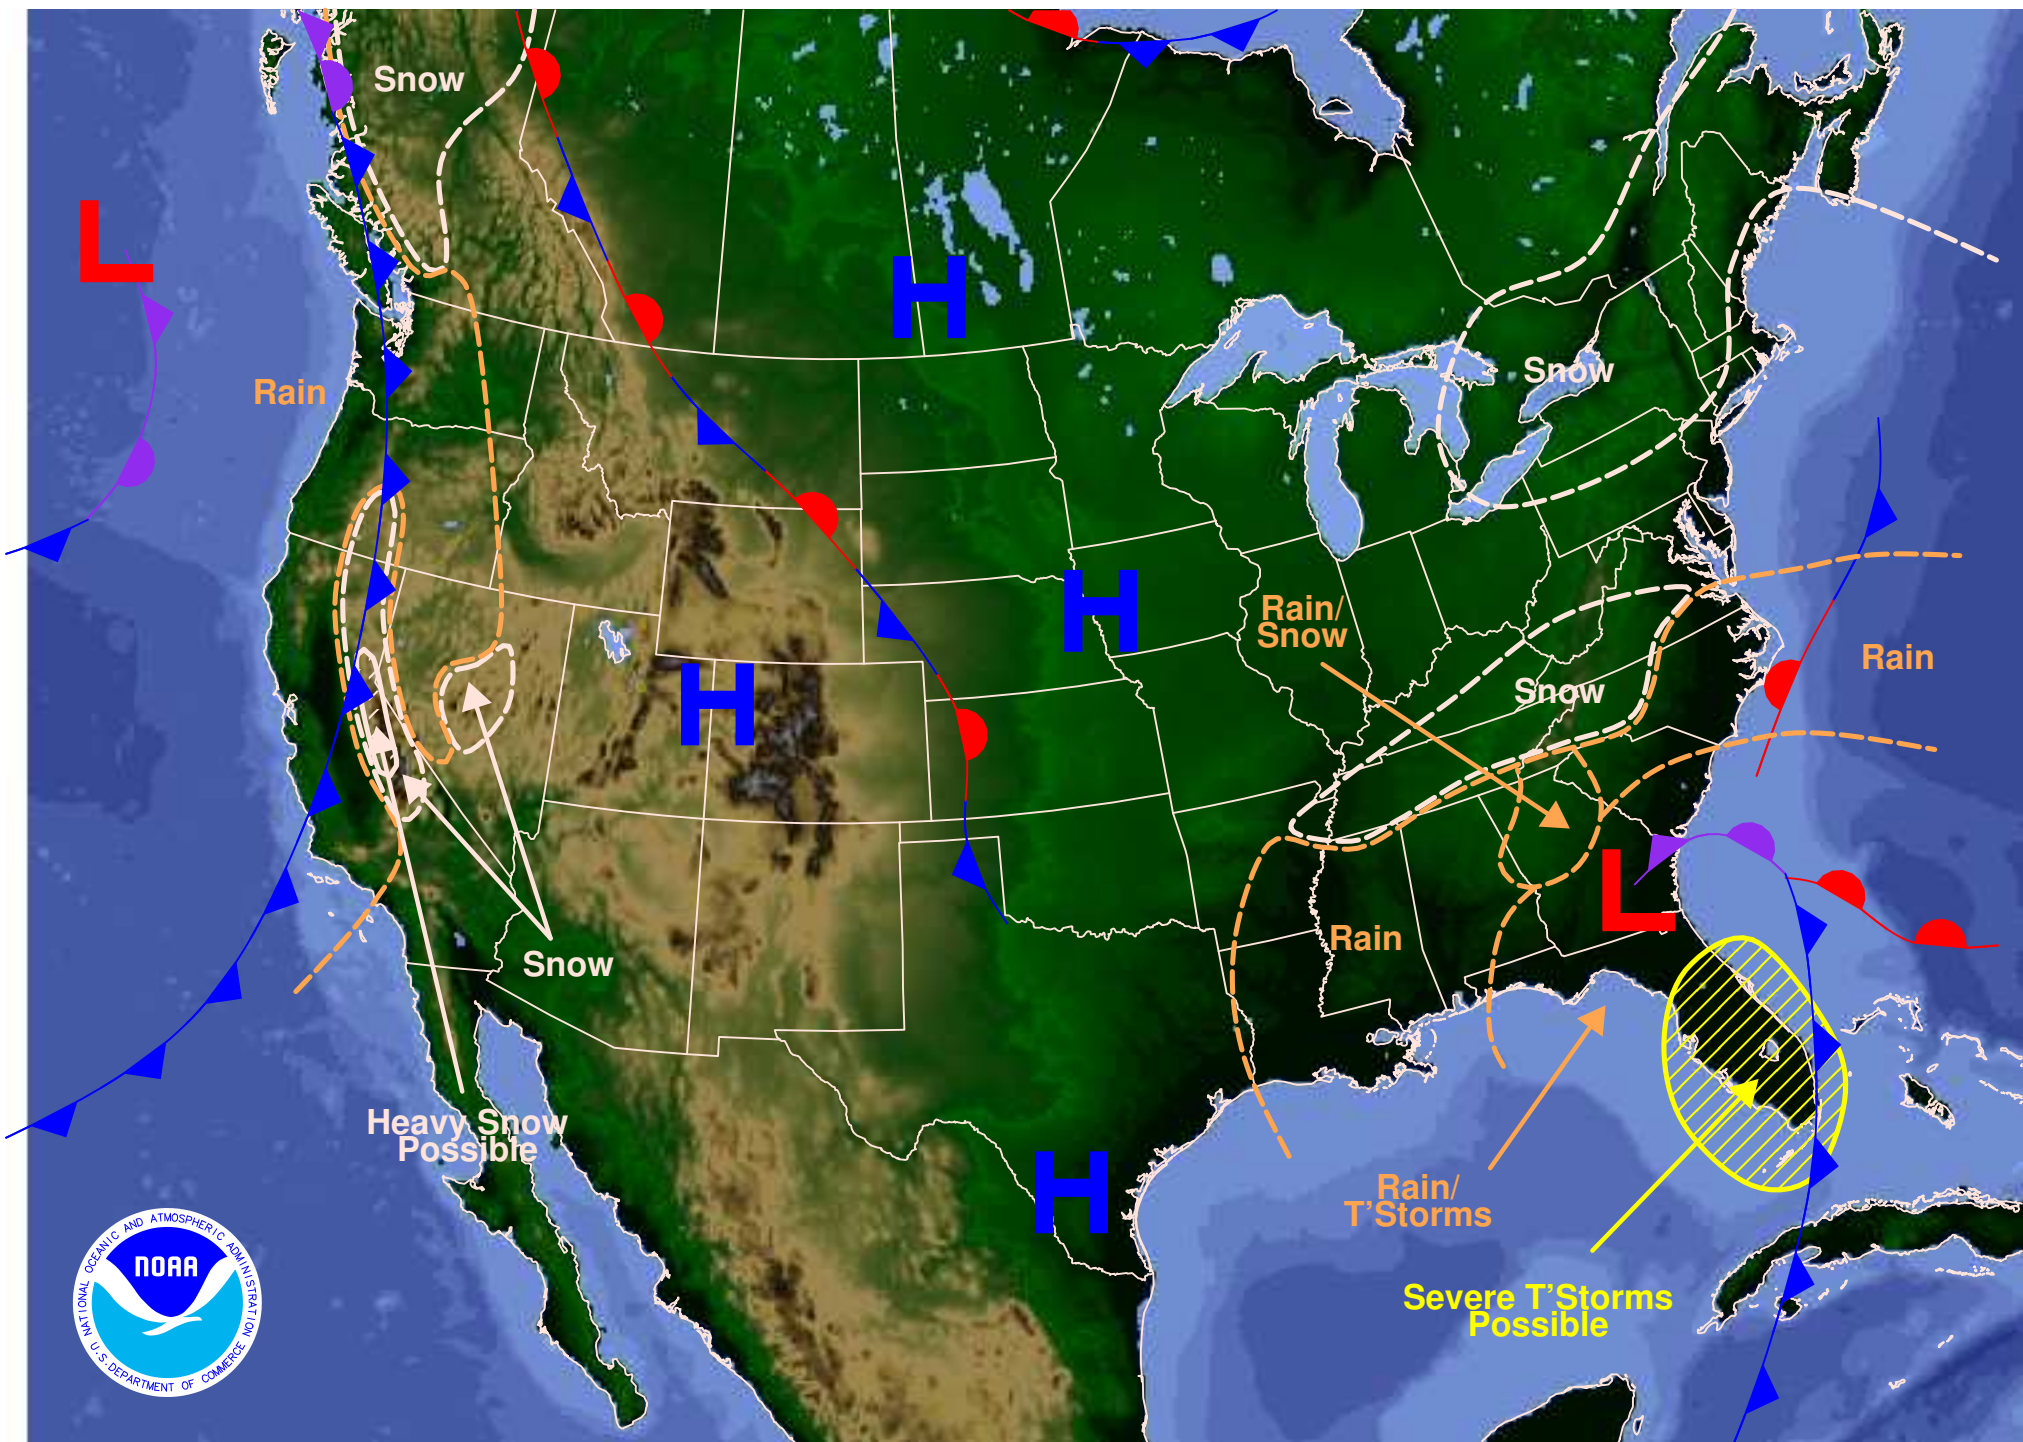 Snow
L
H
Rain
Snow
H
Rain/
Snow
Rain
H
Snow
L
Rain
Snow
Heavy Snow
Possible
H
Rain/
T'Storms
Severe T'Storms
Possible
NATIONAL OCEANIC AND ATMOSPHERIC ADMINISTRATION
NOAA
U.S. DEPARTMENT OF COMMERCE